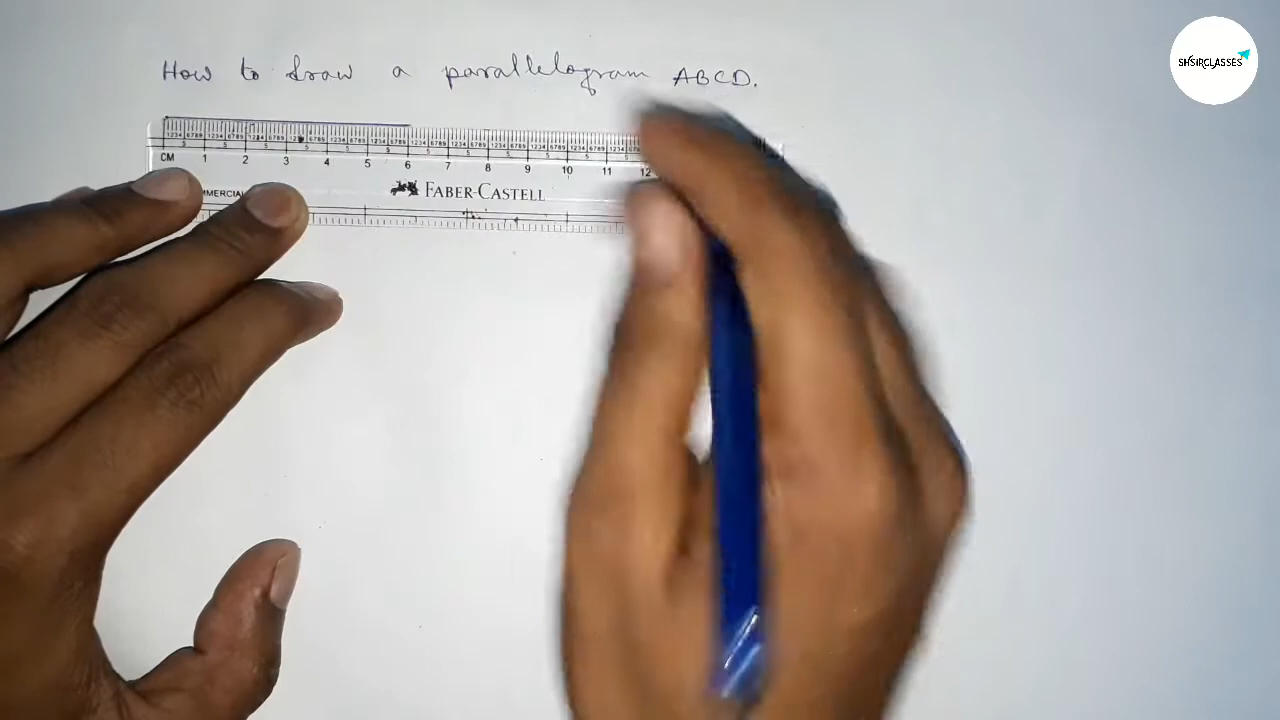 How to draw a parallelogram ABCD.
SHSIRCLASSES
CM 1 2 3 4 5 6 7 8 9 10 11 12
MMERCIAL FABER-CASTELL